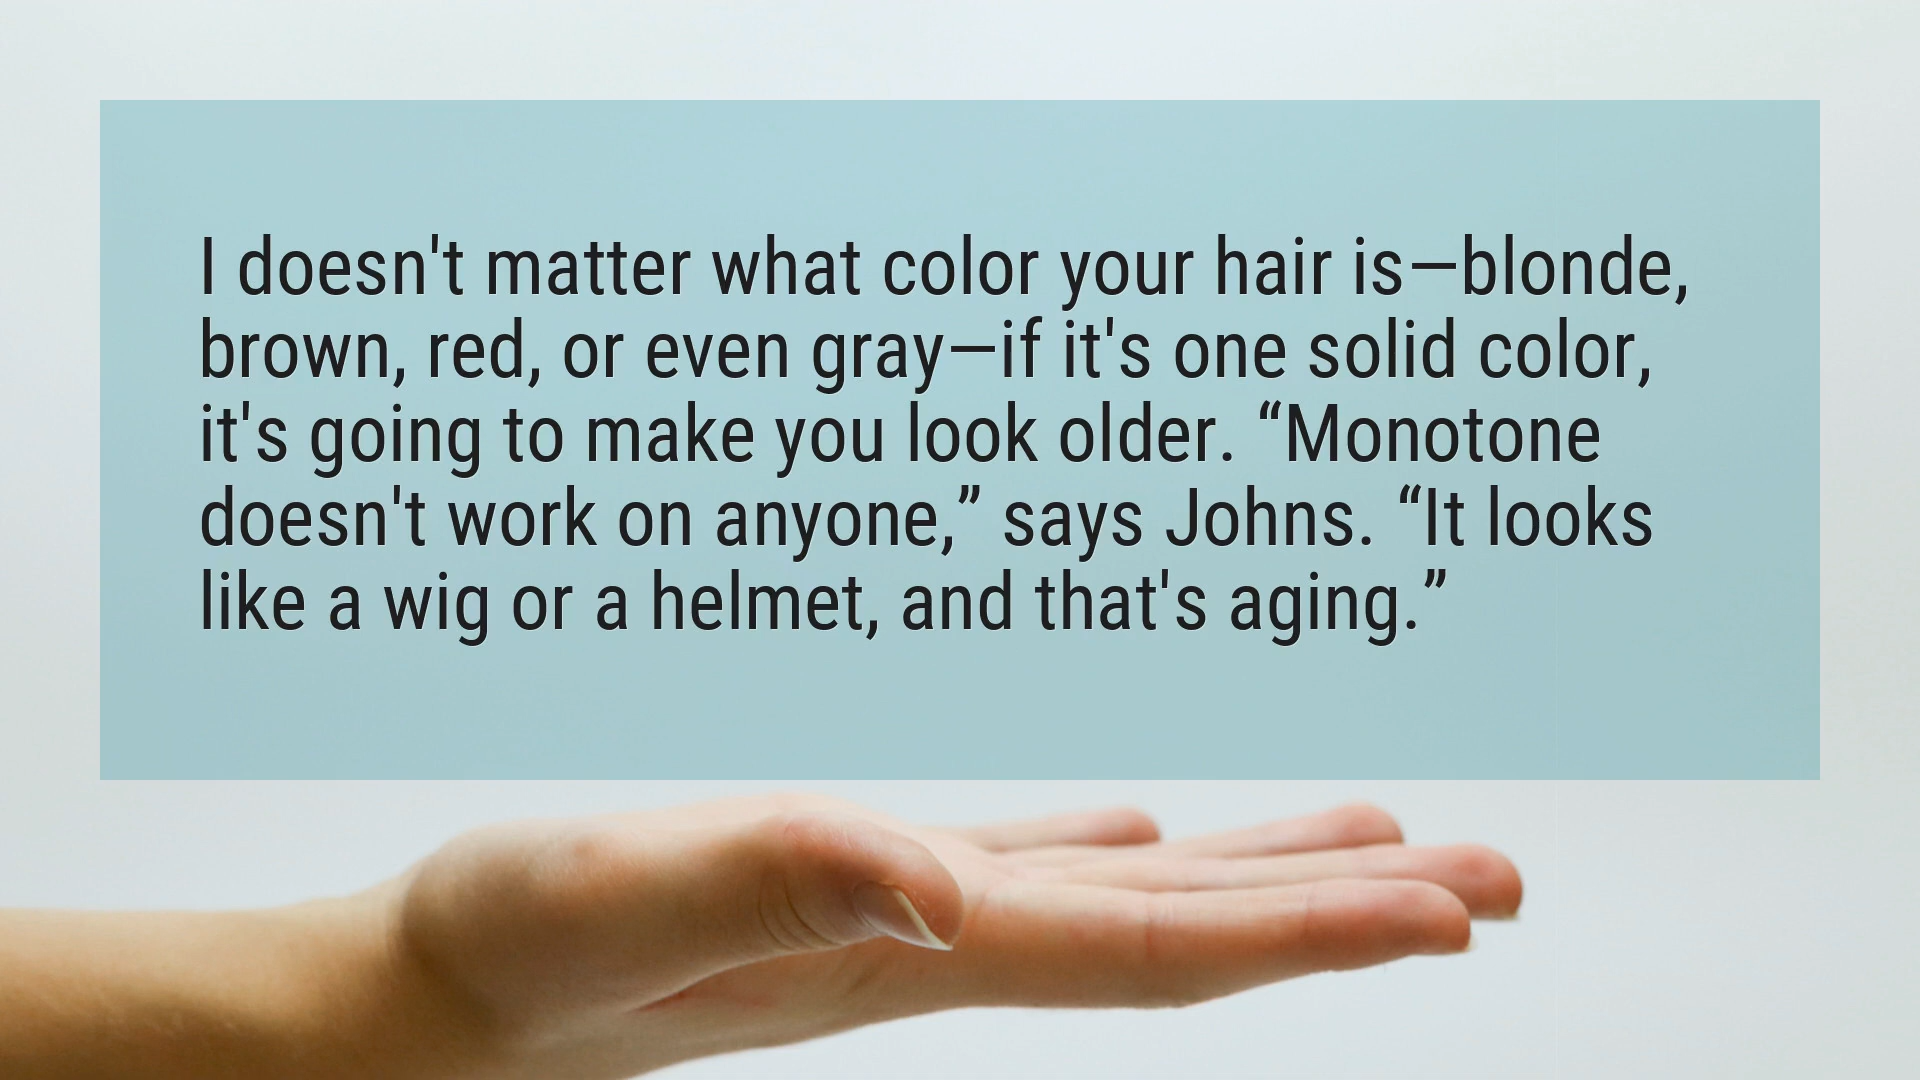 I doesn't matter what color your hair is—blonde,
brown, red, or even gray—if it's one solid color,
it's going to make you look older. “Monotone
doesn't work on anyone,” says Johns. “It looks
like a wig or a helmet, and that's aging.”